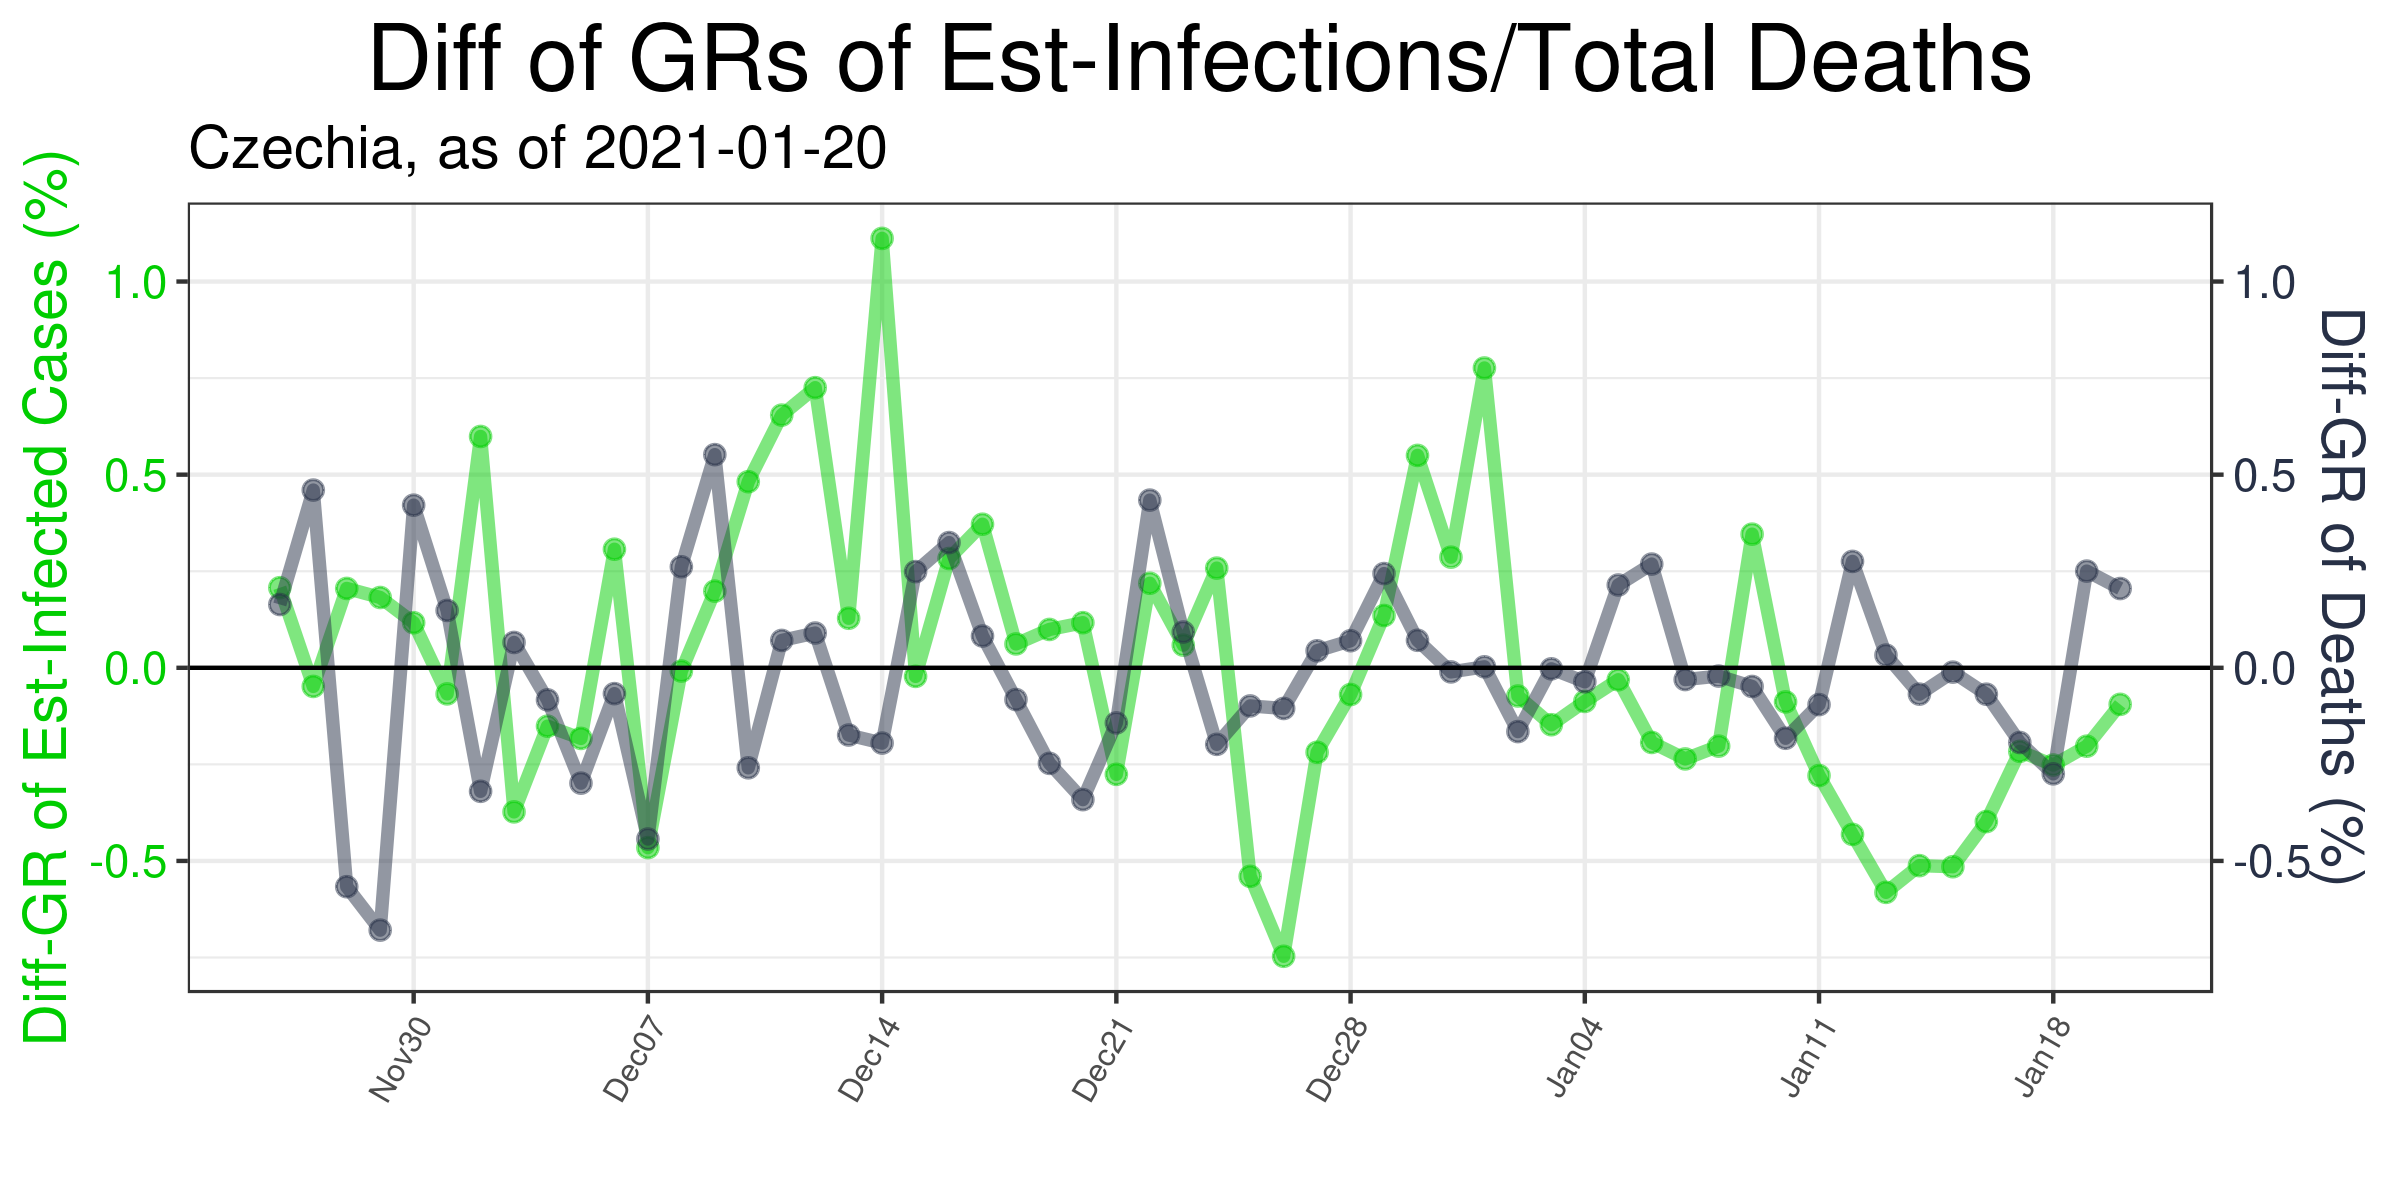 Diff of GRs of Est-Infections/Total Deaths
Czechia, as of 2021-01-20
Diff-GR of Est-Infected Cases (%)
1.0
0.5
0.0
-0.5
1.0
0.5
0.0
-0.5
Diff-GR of Deaths (%)
Nov30
Dec07
Dec14
Dec21
Dec28
Jan04
Jan11
Jan18